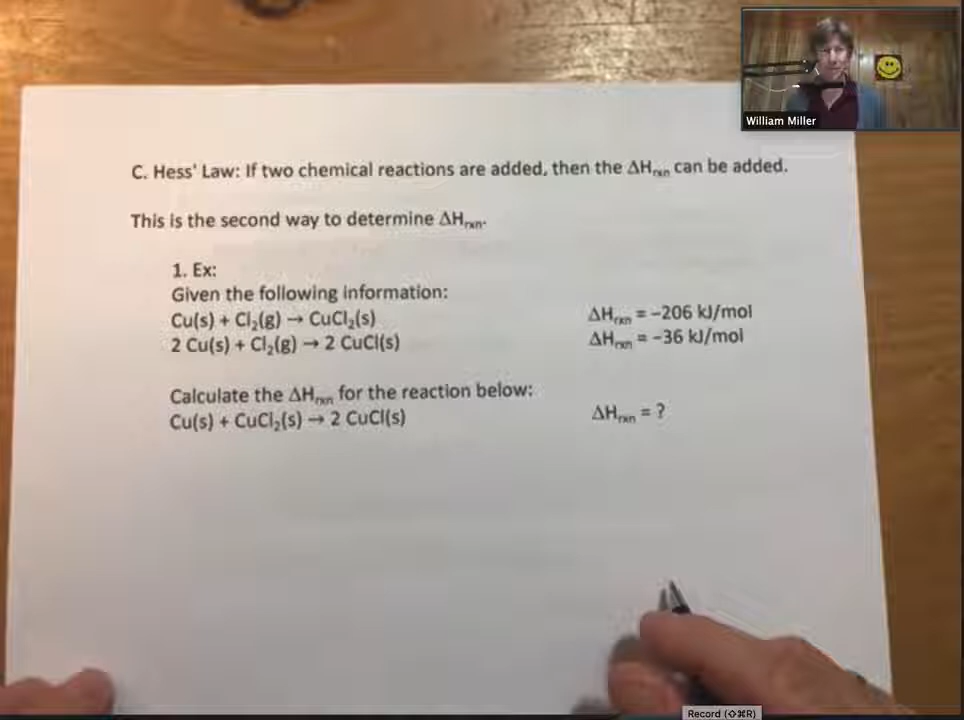 William Miller
C. Hess' Law: If two chemical reactions are added, then the ΔHrxn can be added.
This is the second way to determine ΔHrxn.
1. Ex:
Given the following information:
Cu(s) + Cl₂(g) → CuCl₂(s) ΔHrxn = −206 kJ/mol
2 Cu(s) + Cl₂(g) → 2 CuCl(s) ΔHrxn = −36 kJ/mol
Calculate the ΔHrxn for the reaction below:
Cu(s) + CuCl₂(s) → 2 CuCl(s) ΔHrxn = ?
Record (⇧⌘R)